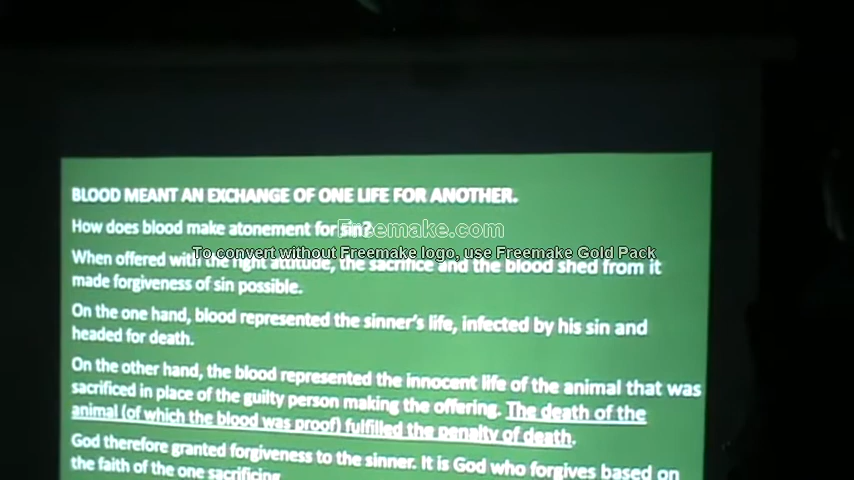 BLOOD MEANT AN EXCHANGE OF ONE LIFE FOR ANOTHER.
How does blood make atonement for sin?
Freemake.com
To convert without Freemake logo, use Freemake Gold Pack
When offered with the right attitude, the sacrifice and the blood shed from it
made forgiveness of sin possible.
On the one hand, blood represented the sinner's life, infected by his sin and
headed for death.
On the other hand, the blood represented the innocent life of the animal that was
sacrificed in place of the guilty person making the offering. The death of the
animal (of which the blood was proof) fulfilled the penalty of death.
God therefore granted forgiveness to the sinner. It is God who forgives based on
the faith of the one sacrificing